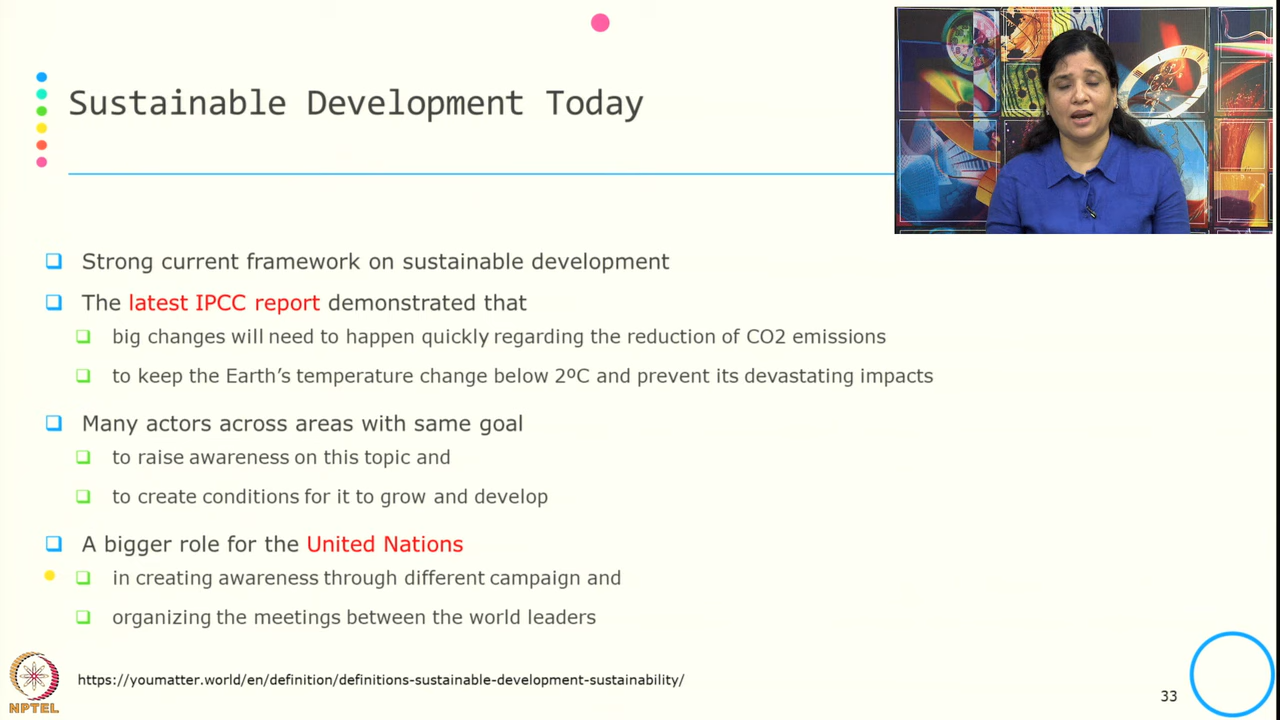 Sustainable Development Today
Strong current framework on sustainable development
The latest IPCC report demonstrated that
big changes will need to happen quickly regarding the reduction of CO2 emissions
to keep the Earth's temperature change below 2ºC and prevent its devastating impacts
Many actors across areas with same goal
to raise awareness on this topic and
to create conditions for it to grow and develop
A bigger role for the United Nations
in creating awareness through different campaign and
organizing the meetings between the world leaders
https://youmatter.world/en/definition/definitions-sustainable-development-sustainability/
33
NPTEL